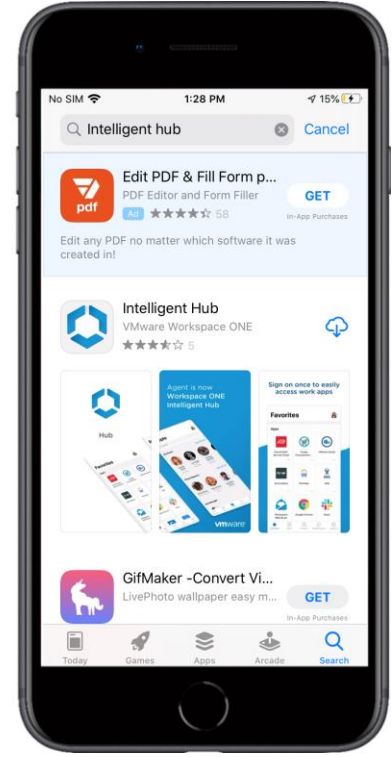 No SIM 1:28 PM 15%
Intelligent hub Cancel
Edit PDF & Fill Form p...
PDF Editor and Form Filler
GET
pdf
Ad 58
In-App Purchases
Edit any PDF no matter which software it was
created in!
Intelligent Hub
VMware Workspace ONE
5
Hub
Favorites
Agent is now
Workspace ONE
Intelligent Hub
vmware
Sign on once to easily
access work apps
Favorites
GifMaker -Convert Vi...
LivePhoto wallpaper easy m...
GET
In-App Purchases
Today Games Apps Arcade Search